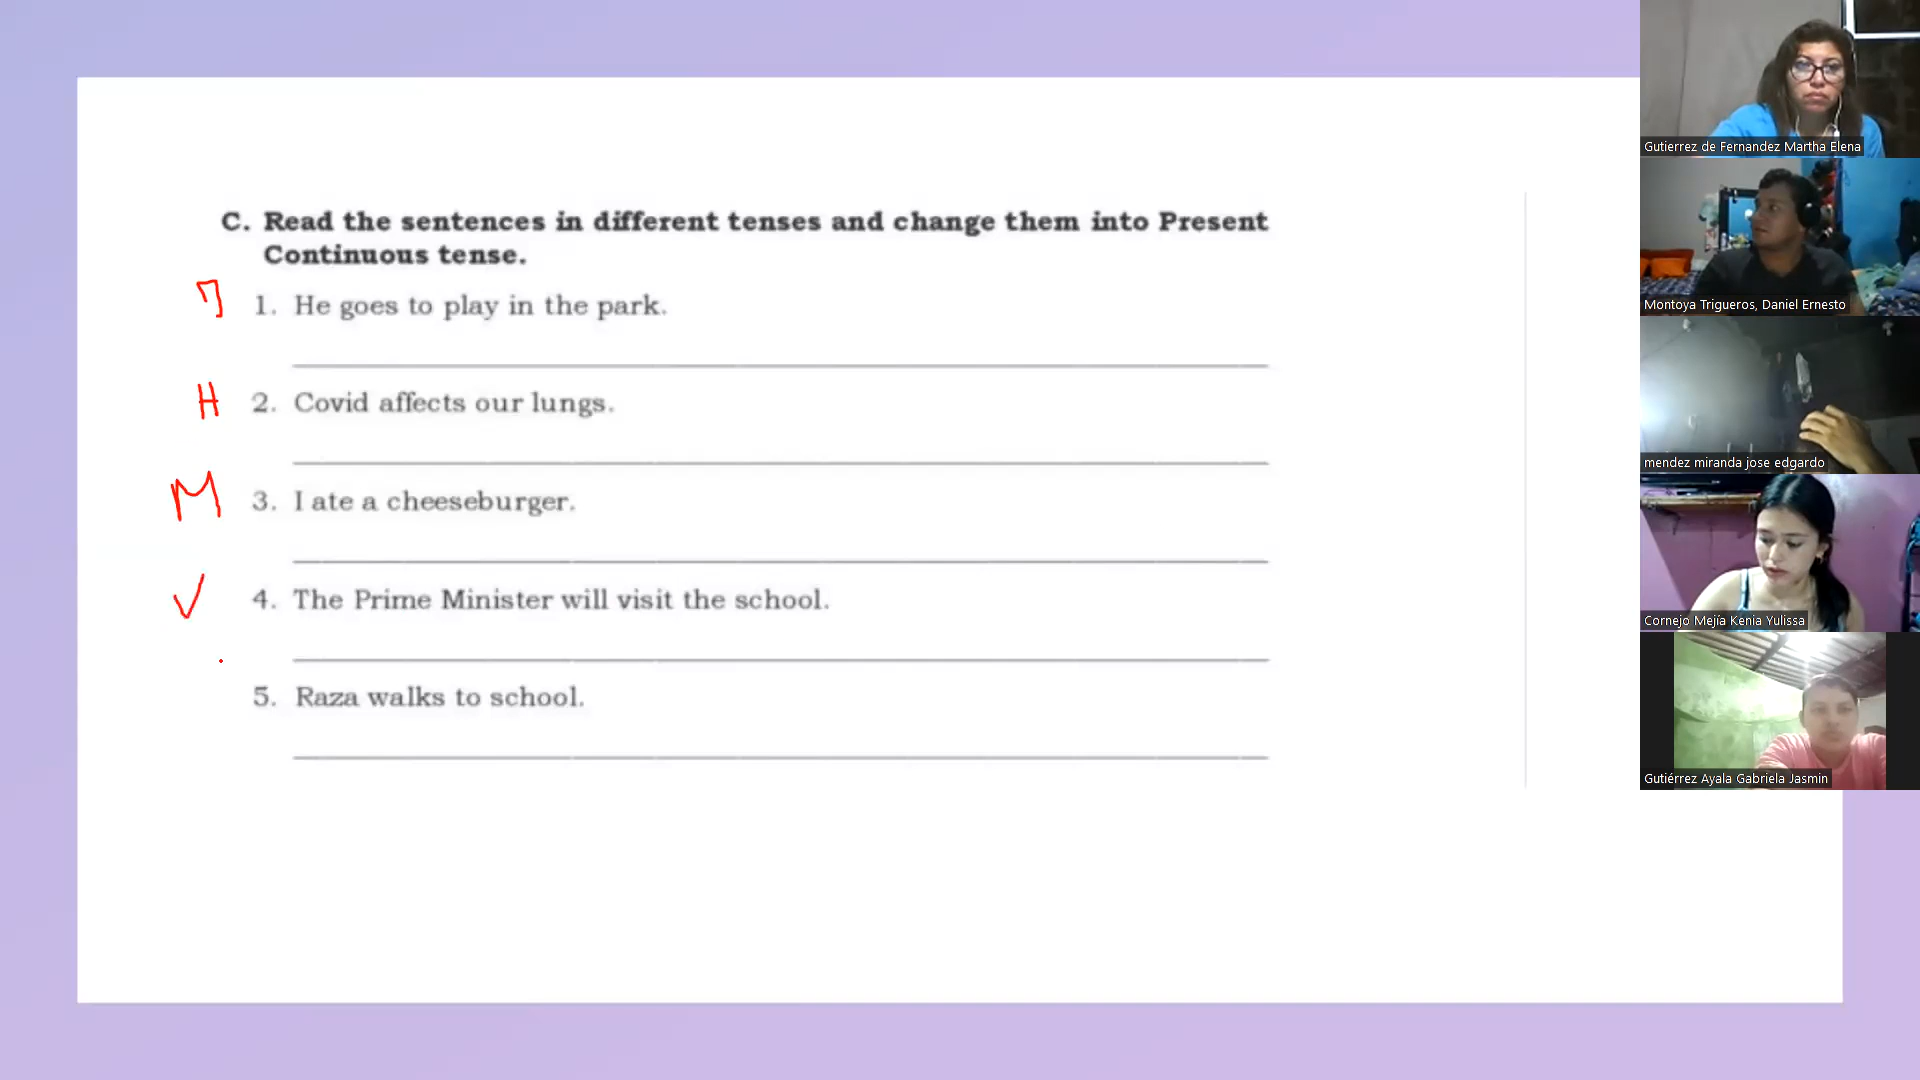 C. Read the sentences in different tenses and change them into Present
Continuous tense.
1. He goes to play in the park.
H 2. Covid affects our lungs.
M 3. I ate a cheeseburger.
V 4. The Prime Minister will visit the school.
5. Raza walks to school.
Gutierrez de Fernandez Martha Elena
Montoya Trigueros, Daniel Ernesto
mendez miranda jose edgardo
Cornejo Mejía Kenia Yulissa
Gutiérrez Ayala Gabriela Jasmin